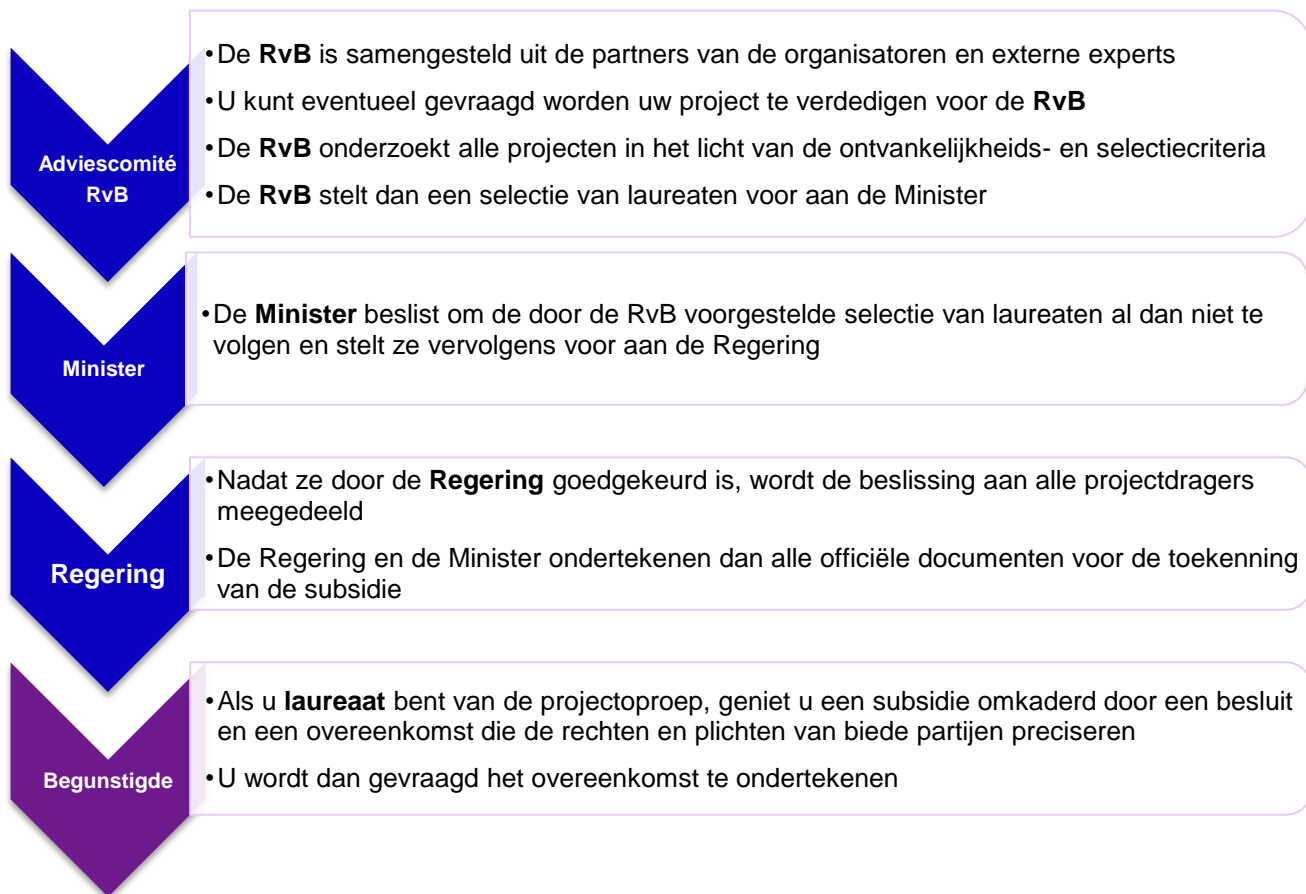 Adviescomité
RvB
•De RvB is samengesteld uit de partners van de organisatoren en externe experts
•U kunt eventueel gevraagd worden uw project te verdedigen voor de RvB
•De RvB onderzoekt alle projecten in het licht van de ontvankelijkheids- en selectiecriteria
•De RvB stelt dan een selectie van laureaten voor aan de Minister
Minister
•De Minister beslist om de door de RvB voorgestelde selectie van laureaten al dan niet te
volgen en stelt ze vervolgens voor aan de Regering
Regering
•Nadat ze door de Regering goedgekeurd is, wordt de beslissing aan alle projectdragers
meegedeeld
•De Regering en de Minister ondertekenen dan alle officiële documenten voor de toekenning
van de subsidie
Begunstigde
•Als u laureaat bent van de projectoproep, geniet u een subsidie omkaderd door een besluit
en een overeenkomst die de rechten en plichten van biede partijen preciseren
•U wordt dan gevraagd het overeenkomst te ondertekenen